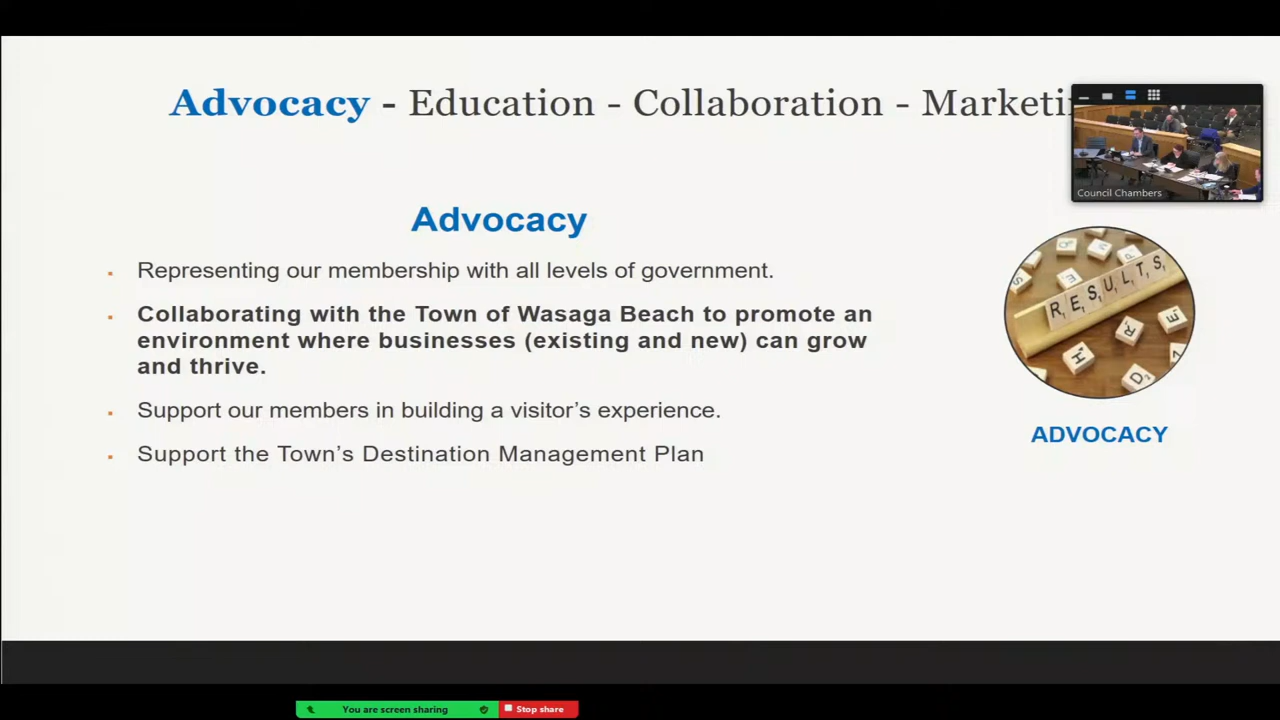 Advocacy - Education - Collaboration -
Council Chambers
Advocacy
Representing our membership with all levels of government.
Collaborating with the Town of Wasaga Beach to promote an
environment where businesses (existing and new) can grow
and thrive.
Support our members in building a visitor's experience.
Support the Town's Destination Management Plan
RESULTS
ADVOCACY
You are screen sharing
Stop share